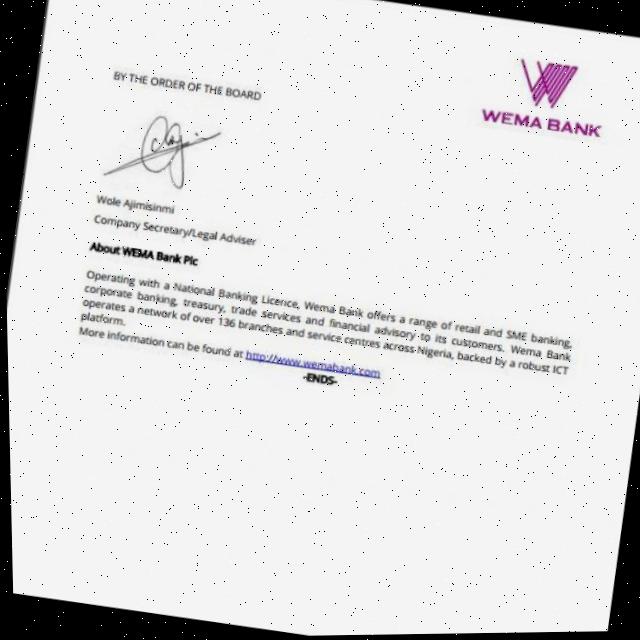 WEMA BANK
BY THE ORDER OF THE BOARD
Wole Ajimisinmi
Company Secretary/Legal Adviser
About WEMA Bank Plc
Operating with a National Banking Licence, Wema Bank offers a range of retail and SME banking,
corporate banking, treasury, trade services and financial advisory to its customers. Wema Bank
operates a network of over 136 branches and service centres across Nigeria, backed by a robust ICT
platform.
More information can be found at http://www.wemabank.com
-ENDS-